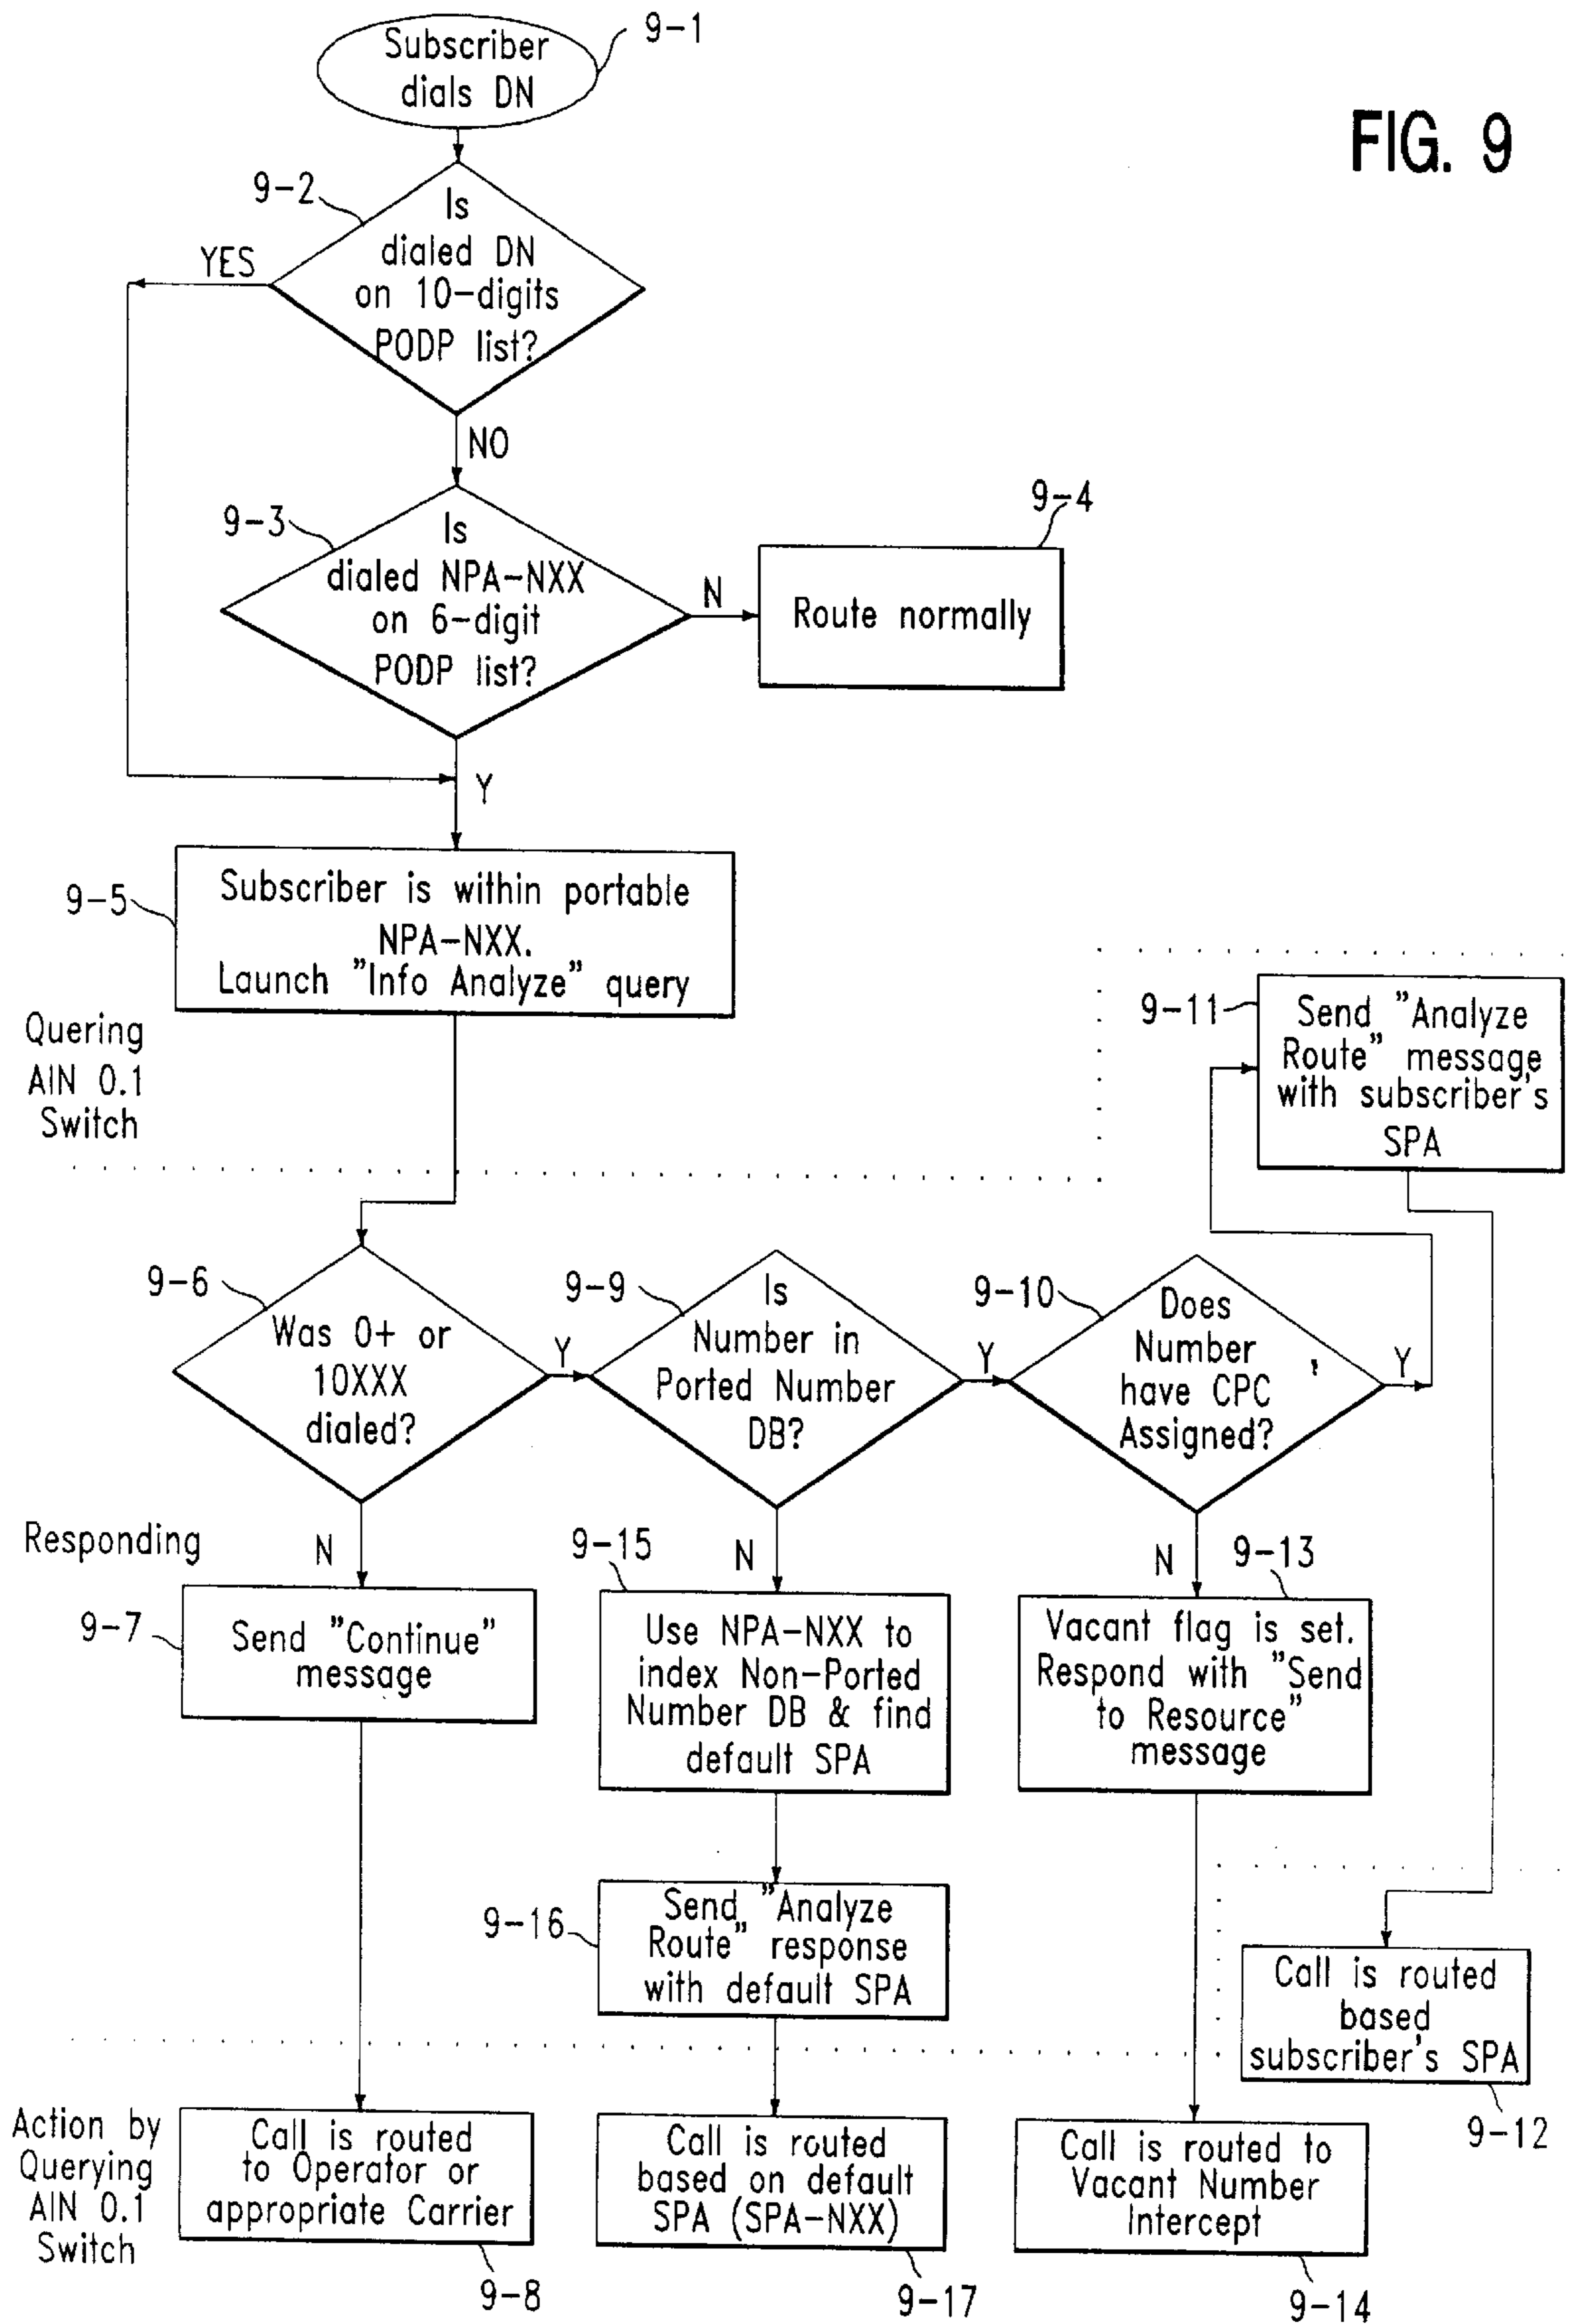 FIG. 9
9-1
Subscriber
dials DN
9-2
Is
dialed DN
on 10-digits
PODP list?
YES
NO
9-3
Is
dialed NPA-NXX
on 6-digit
PODP list?
N
9-4
Route normally
Y
9-5
Subscriber is within portable
NPA-NXX.
Launch "Info Analyze" query
Quering
AIN 0.1
Switch
9-11
Send "Analyze
Route" message
with subscriber's
SPA
9-6
Was 0+ or
10XXX
dialed?
Y
9-9
Is
Number in
Ported Number
DB?
Y
9-10
Does
Number
have CPC
Assigned?
Y
Responding
N
9-7
Send "Continue"
message
9-15
N
Use NPA-NXX to
index Non-Ported
Number DB & find
default SPA
N
9-13
Vacant flag is set.
Respond with "Send
to Resource"
message
9-16
Send "Analyze
Route" response
with default SPA
Call is routed
based
subscriber's SPA
9-12
Action by
Querying
AIN 0.1
Switch
Call is routed
to Operator or
appropriate Carrier
9-8
Call is routed
based on default
SPA (SPA-NXX)
9-17
Call is routed to
Vacant Number
Intercept
9-14